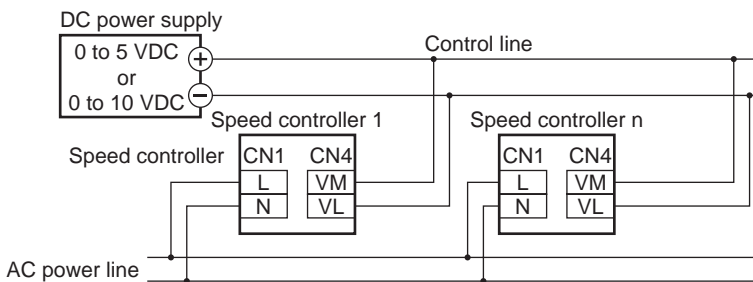 DC power supply
0 to 5 VDC
or
0 to 10 VDC
+
−
Control line
Speed controller 1
Speed controller n
Speed controller
CN1 CN4
L VM
N VL
CN1 CN4
L VM
N VL
AC power line